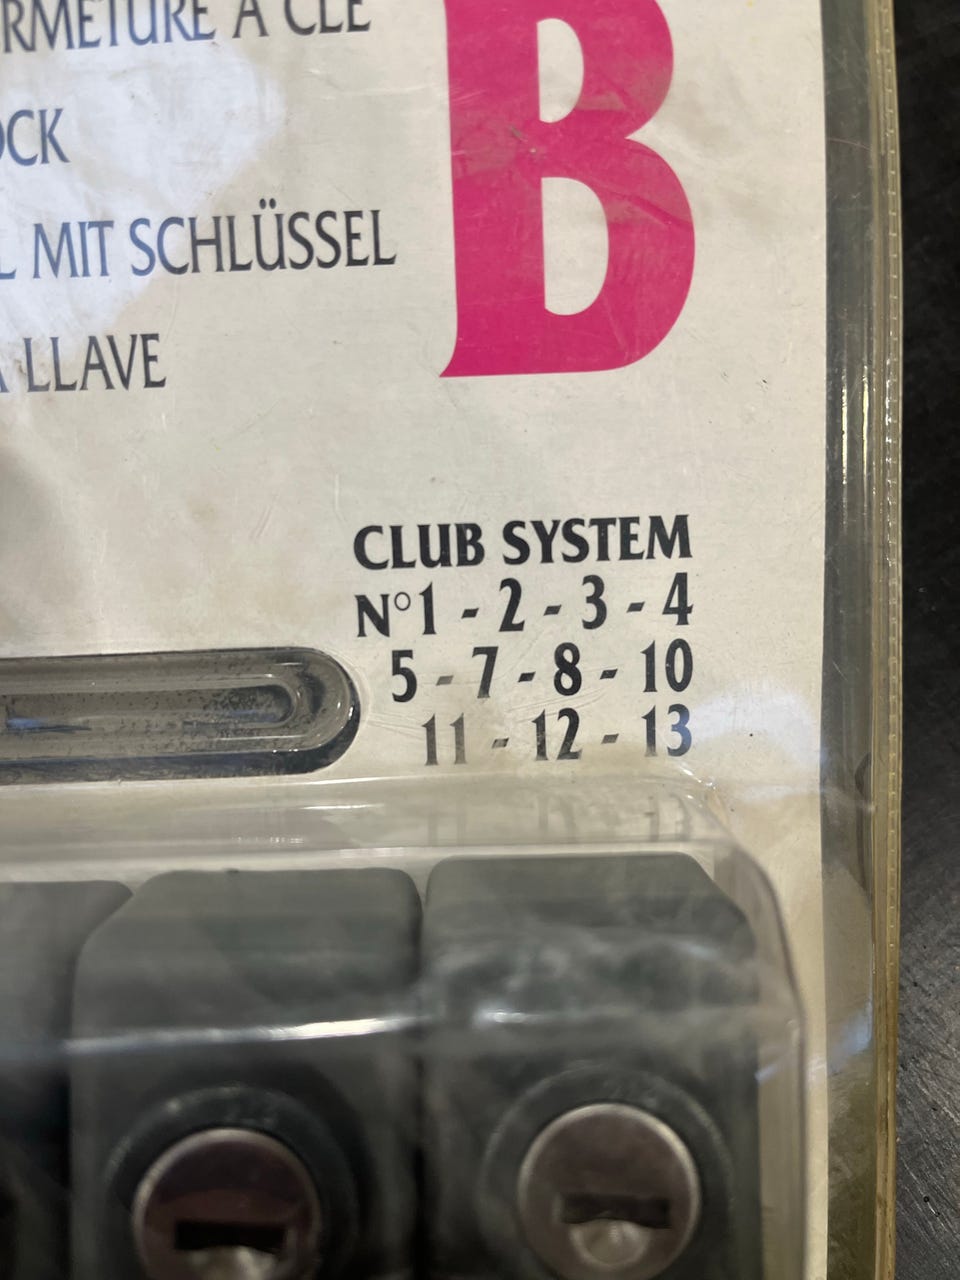 RMETURE A CLE
B
OCK
L MIT SCHLÜSSEL
A LLAVE
CLUB SYSTEM
N°1 - 2 - 3 - 4
5 - 7 - 8 - 10
11 - 12 - 13